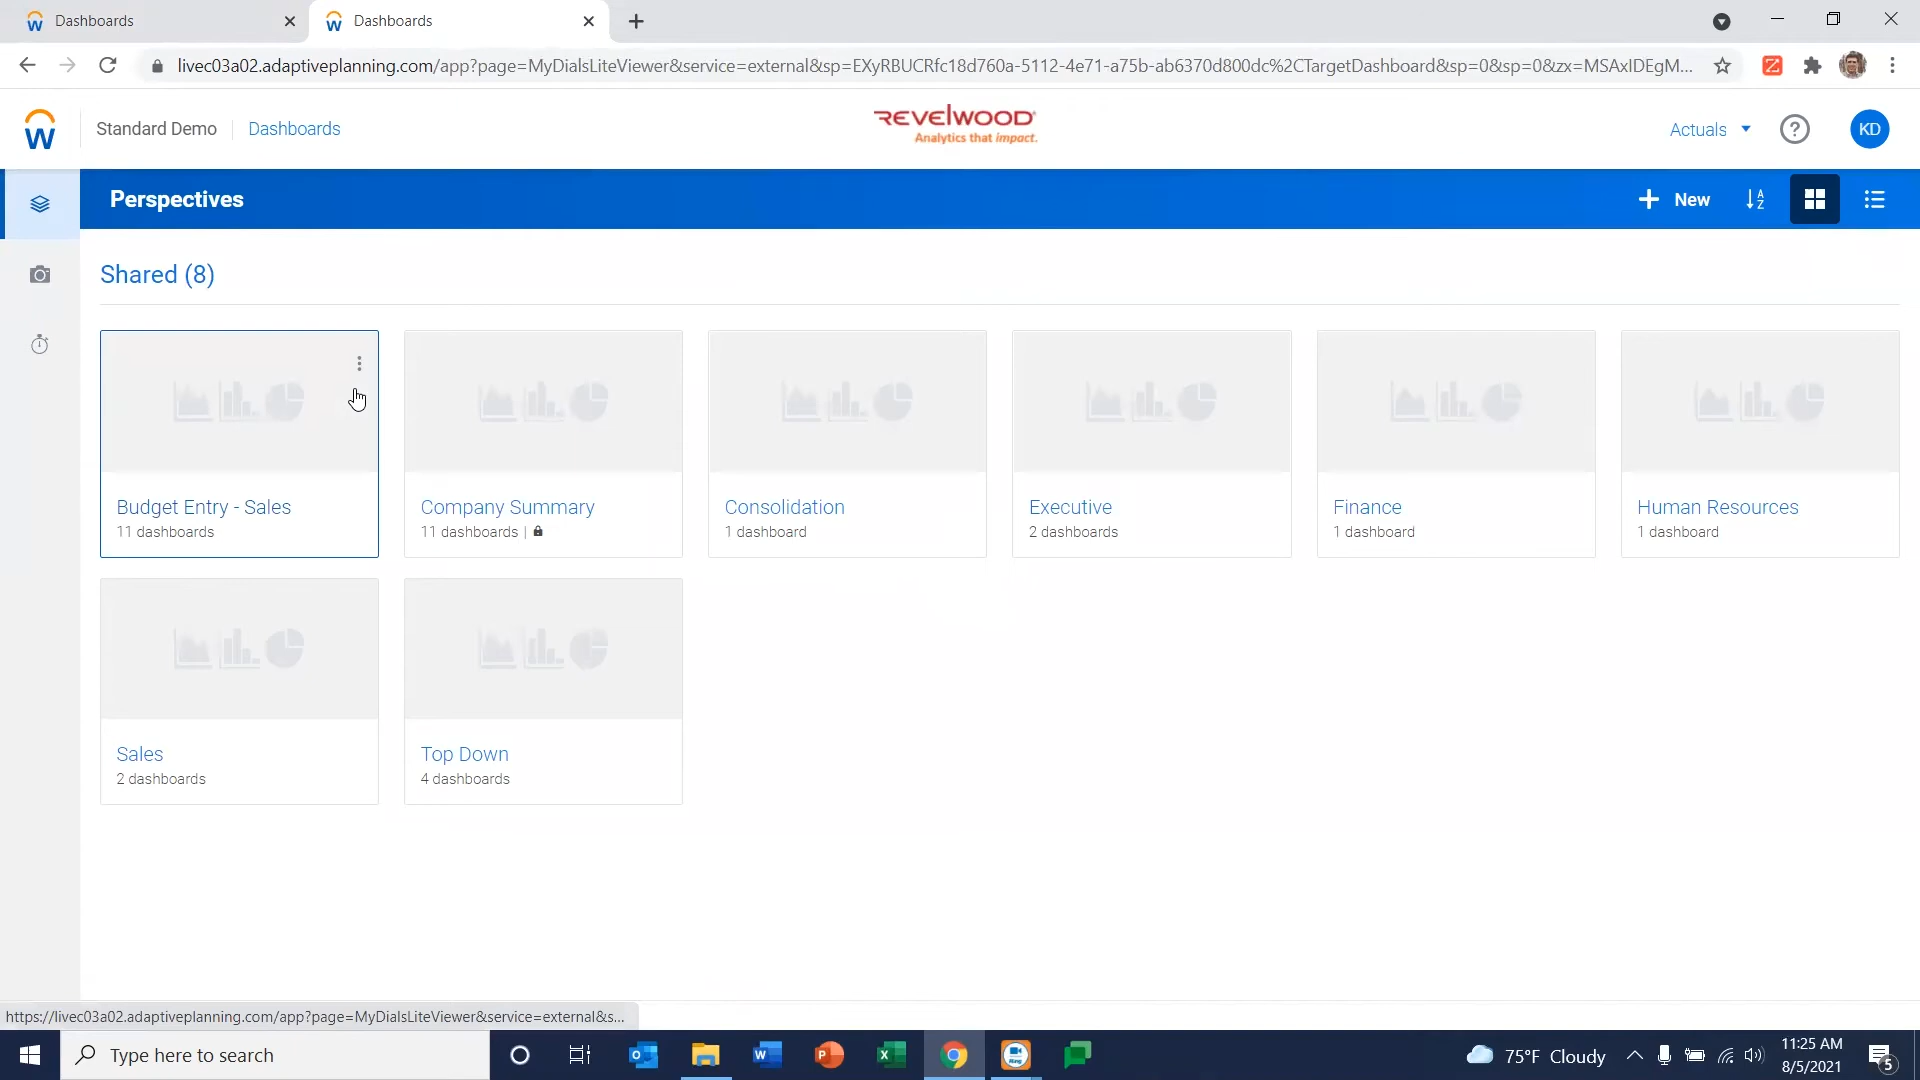 Dashboards
Dashboards
livec03a02.adaptiveplanning.com/app?page=MyDialsLiteViewer&service=external&sp=EXyRBUCRfc18d760a-5112-4e71-a75b-ab6370d800dc%2CTargetDashboard&sp=0&sp=0&zx=MSAxIDEgM...
Standard Demo
Dashboards
Revelwood
Analytics that impact.
Actuals
KD
Perspectives
New
Shared (8)
Budget Entry - Sales
11 dashboards
Company Summary
11 dashboards |
Consolidation
1 dashboard
Executive
2 dashboards
Finance
1 dashboard
Human Resources
1 dashboard
Sales
2 dashboards
Top Down
4 dashboards
https://livec03a02.adaptiveplanning.com/app?page=MyDialsLiteViewer&service=external&s...
Type here to search
75°F Cloudy
11:25 AM
8/5/2021
5